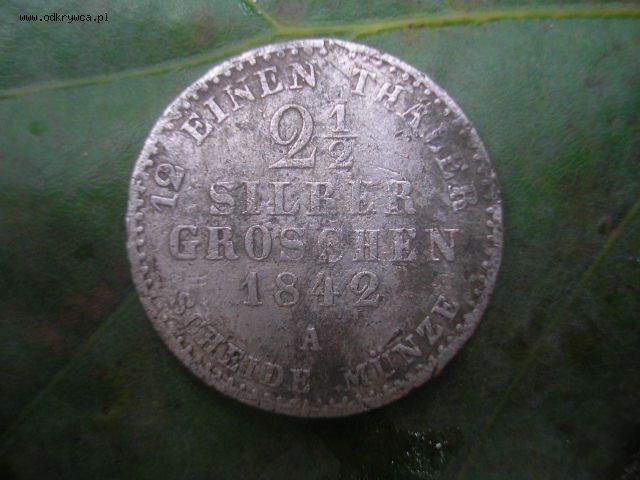 www.odkrywca.pl
12 EINEN THALER
2 1/2
SILBER
GROSCHEN
1842
A
SCHEIDE MÜNZE